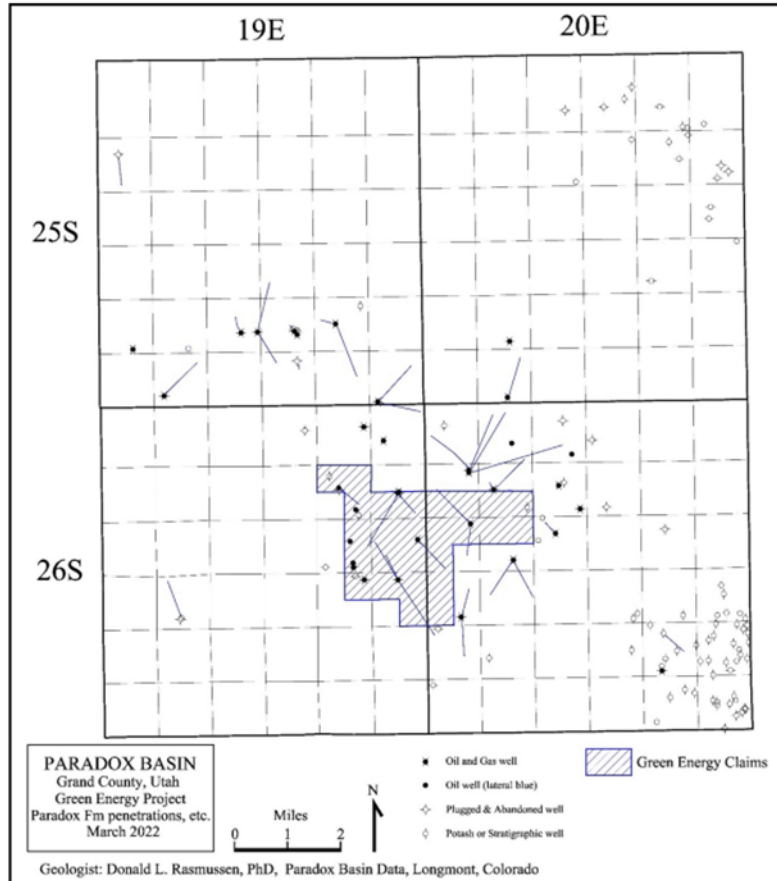 19E
20E
25S
26S
PARADOX BASIN
Grand County, Utah
Green Energy Project
Paradox Fm penetrations, etc.
March 2022
Miles
0 1 2
N
Oil and Gas well
Oil well (lateral blue)
Plugged & Abandoned well
Potash or Stratigraphic well
Green Energy Claims
Geologist: Donald L. Rasmussen, PhD, Paradox Basin Data, Longmont, Colorado